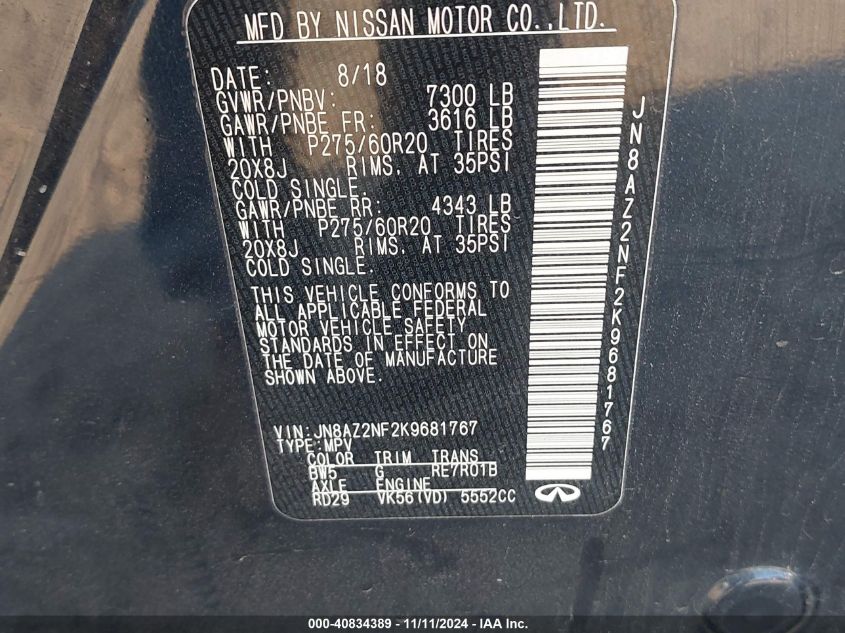 MFD BY NISSAN MOTOR CO.,LTD.
DATE: 8/18
GVWR/PNBV: 7300 LB
GAWR/PNBE FR: 3616 LB
WITH P275/60R20 TIRES
20X8J RIMS, AT 35PSI
COLD SINGLE.
GAWR/PNBE RR: 4343 LB
WITH P275/60R20 TIRES
20X8J RIMS, AT 35PSI
COLD SINGLE.
THIS VEHICLE CONFORMS TO
ALL APPLICABLE FEDERAL
MOTOR VEHICLE SAFETY
STANDARDS IN EFFECT ON
THE DATE OF MANUFACTURE
SHOWN ABOVE.
VIN:JN8AZ2NF2K9681767
TYPE:MPV
COLOR TRIM TRANS
BW5 G RE7R01B
AXLE ENGINE
RD29 VK56(VD) 5552CC
JN8AZ2NF2K9681767
000-40834389 - 11/11/2024 - IAA Inc.